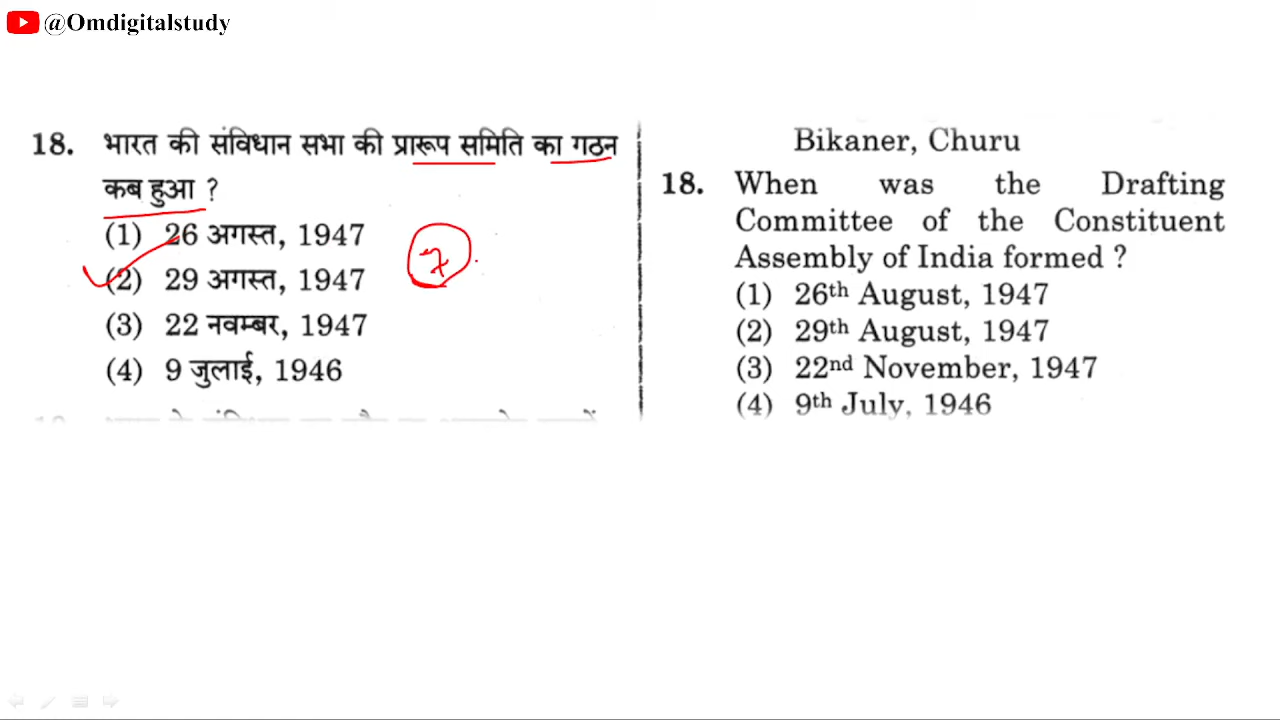 @Omdigitalstudy
18. भारत की संविधान सभा की प्रारूप समिति का गठन
कब हुआ ?
(1) 26 अगस्त, 1947
(2) 29 अगस्त, 1947
(3) 22 नवम्बर, 1947
(4) 9 जुलाई, 1946
7
Bikaner, Churu
18. When was the Drafting
Committee of the Constituent
Assembly of India formed ?
(1) 26th August, 1947
(2) 29th August, 1947
(3) 22nd November, 1947
(4) 9th July, 1946